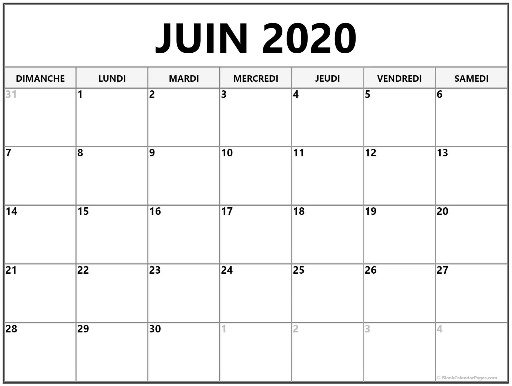 JUIN 2020
DIMANCHE LUNDI MARDI MERCREDI JEUDI VENDREDI SAMEDI
31 1 2 3 4 5 6
7 8 9 10 11 12 13
14 15 16 17 18 19 20
21 22 23 24 25 26 27
28 29 30 1 2 3 4
© BlankCalendarPages.com